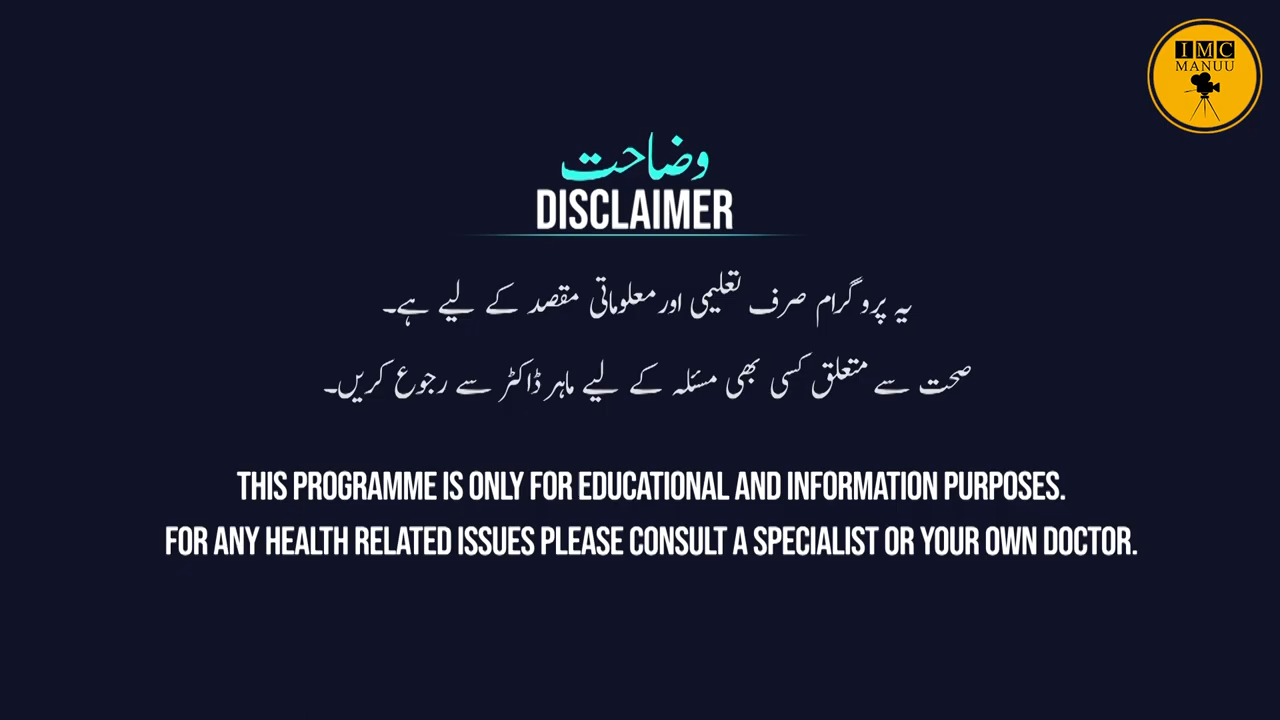 IMC
MANUU
وضاحت
DISCLAIMER
یہ پروگرام صرف تعلیمی اور معلوماتی مقصد کے لیے ہے۔
صحت سے متعلق کسی بھی مسئلہ کے لیے ماہر ڈاکٹر سے رجوع کریں۔
THIS PROGRAMME IS ONLY FOR EDUCATIONAL AND INFORMATION PURPOSES.
FOR ANY HEALTH RELATED ISSUES PLEASE CONSULT A SPECIALIST OR YOUR OWN DOCTOR.